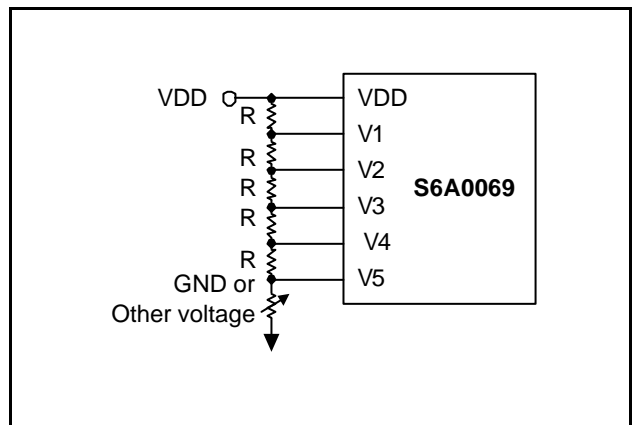 VDD VDD
R
V1
R
V2
R
S6A0069
V3
R
V4
R
V5
GND or
Other voltage